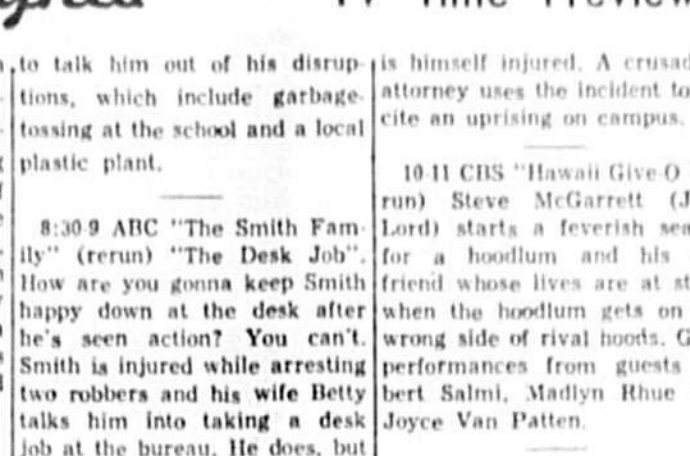 TV Time Preview
to talk him out of his disrup-
tions, which include garbage-
tossing at the school and a local
plastic plant.
8:30-9 ABC "The Smith Fam-
ily" (rerun) "The Desk Job".
How are you gonna keep Smith
happy down at the desk after
he's seen action? You can't.
Smith is injured while arresting
two robbers and his wife Betty
talks him into taking a desk
job at the bureau. He does, but
is himself injured. A crusad
attorney uses the incident to
cite an uprising on campus.
10-11 CBS "Hawaii Give-O
run) Steve McGarrett (J
Lord) starts a feverish sea
for a hoodlum and his
friend whose lives are at st
when the hoodlum gets on
wrong side of rival hoods. G
performances from guests
bert Salmi, Madlyn Rhue
Joyce Van Patten.